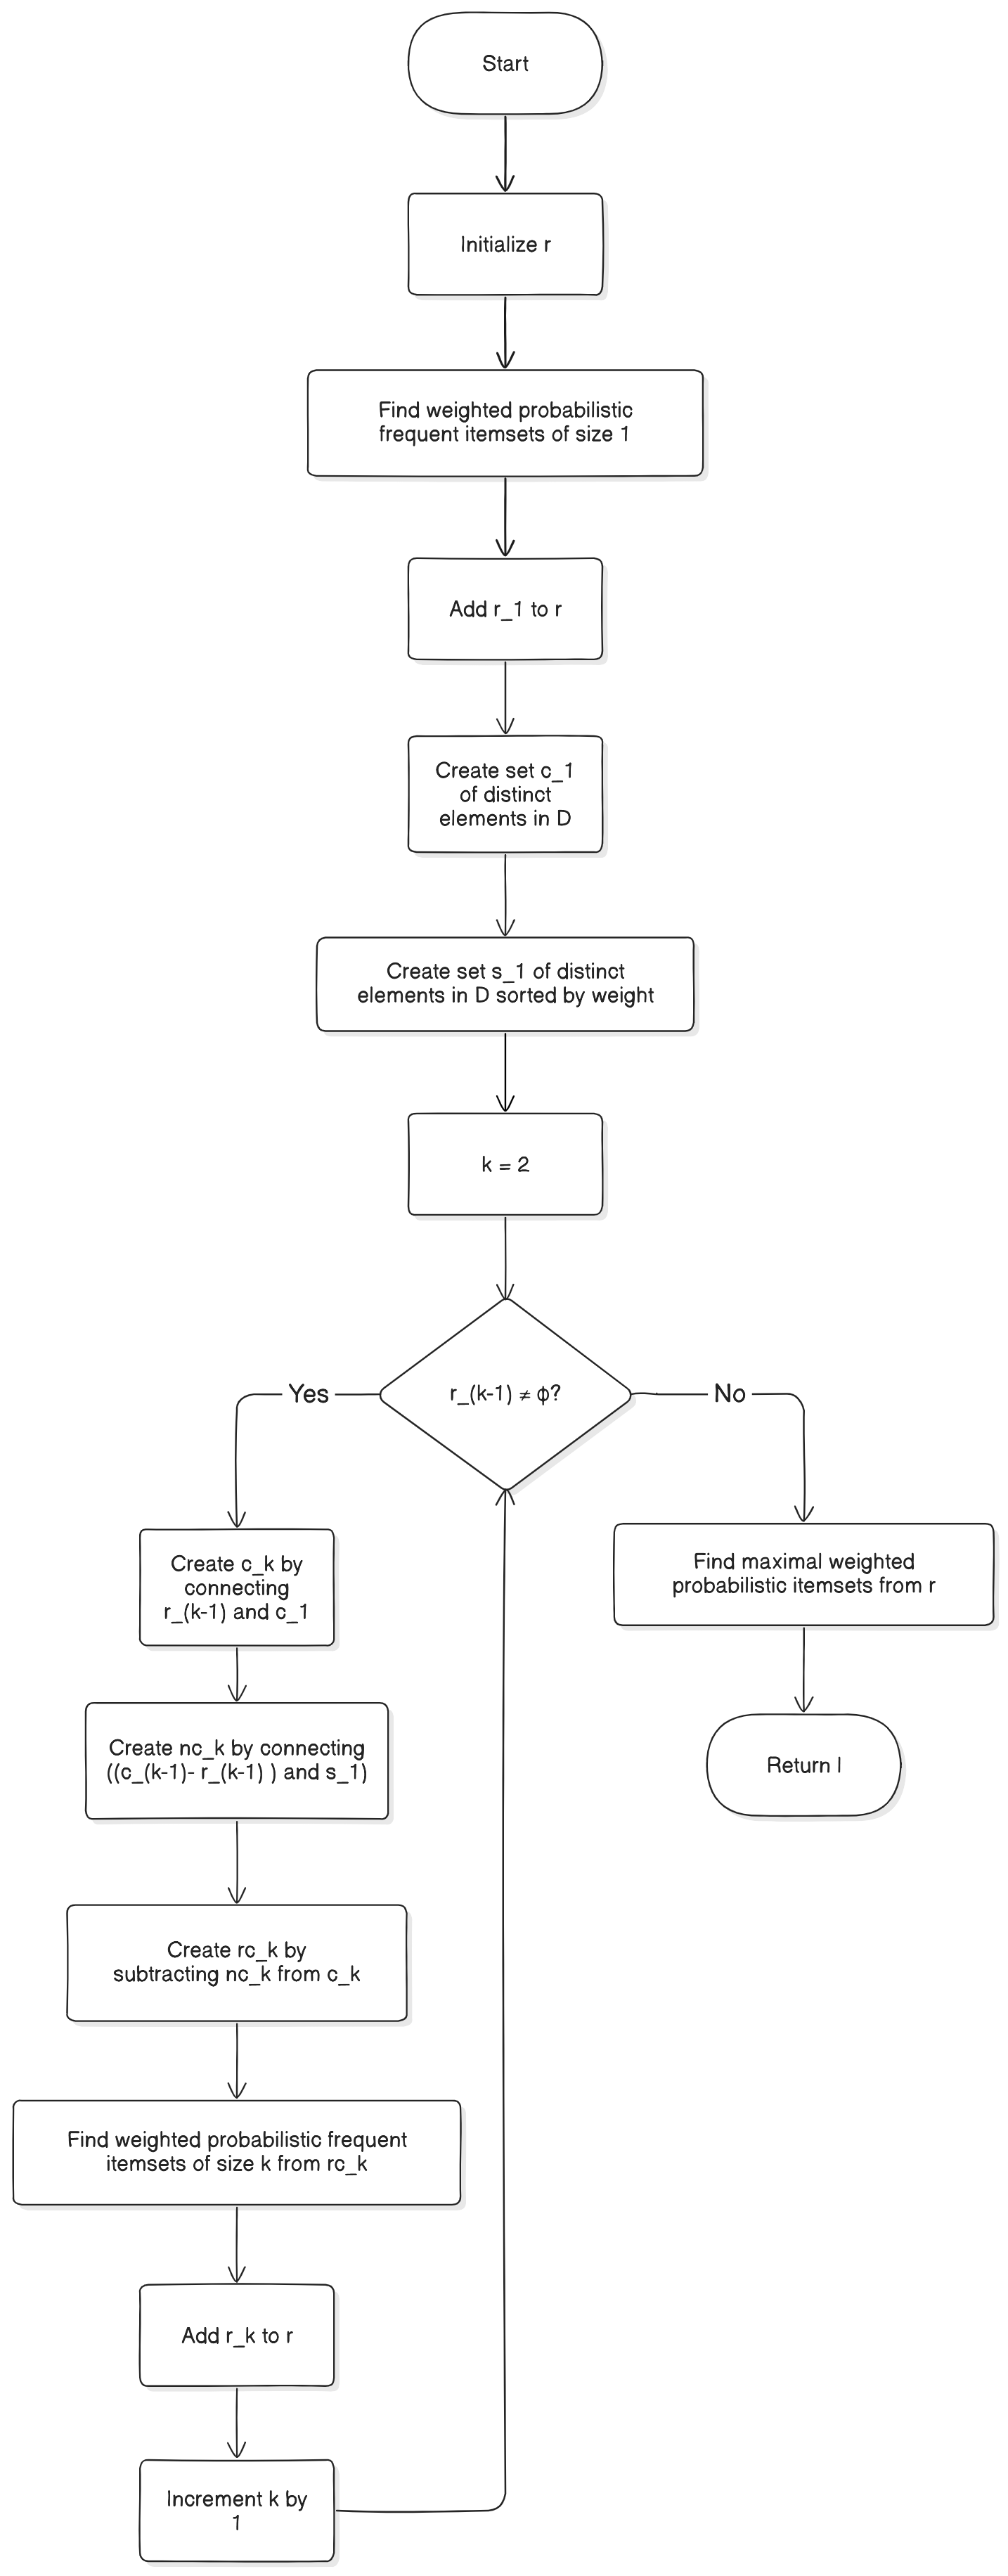 Start
Initialize r
Find weighted probabilistic
frequent itemsets of size 1
Add r_1 to r
Create set c_1
of distinct
elements in D
Create set s_1 of distinct
elements in D sorted by weight
k = 2
r_(k-1) ≠ φ?
Yes
No
Create c_k by
connecting
r_(k-1) and c_1
Create nc_k by connecting
((c_(k-1)- r_(k-1) ) and s_1)
Create rc_k by
subtracting nc_k from c_k
Find weighted probabilistic frequent
itemsets of size k from rc_k
Add r_k to r
Increment k by
1
Find maximal weighted
probabilistic itemsets from r
Return l